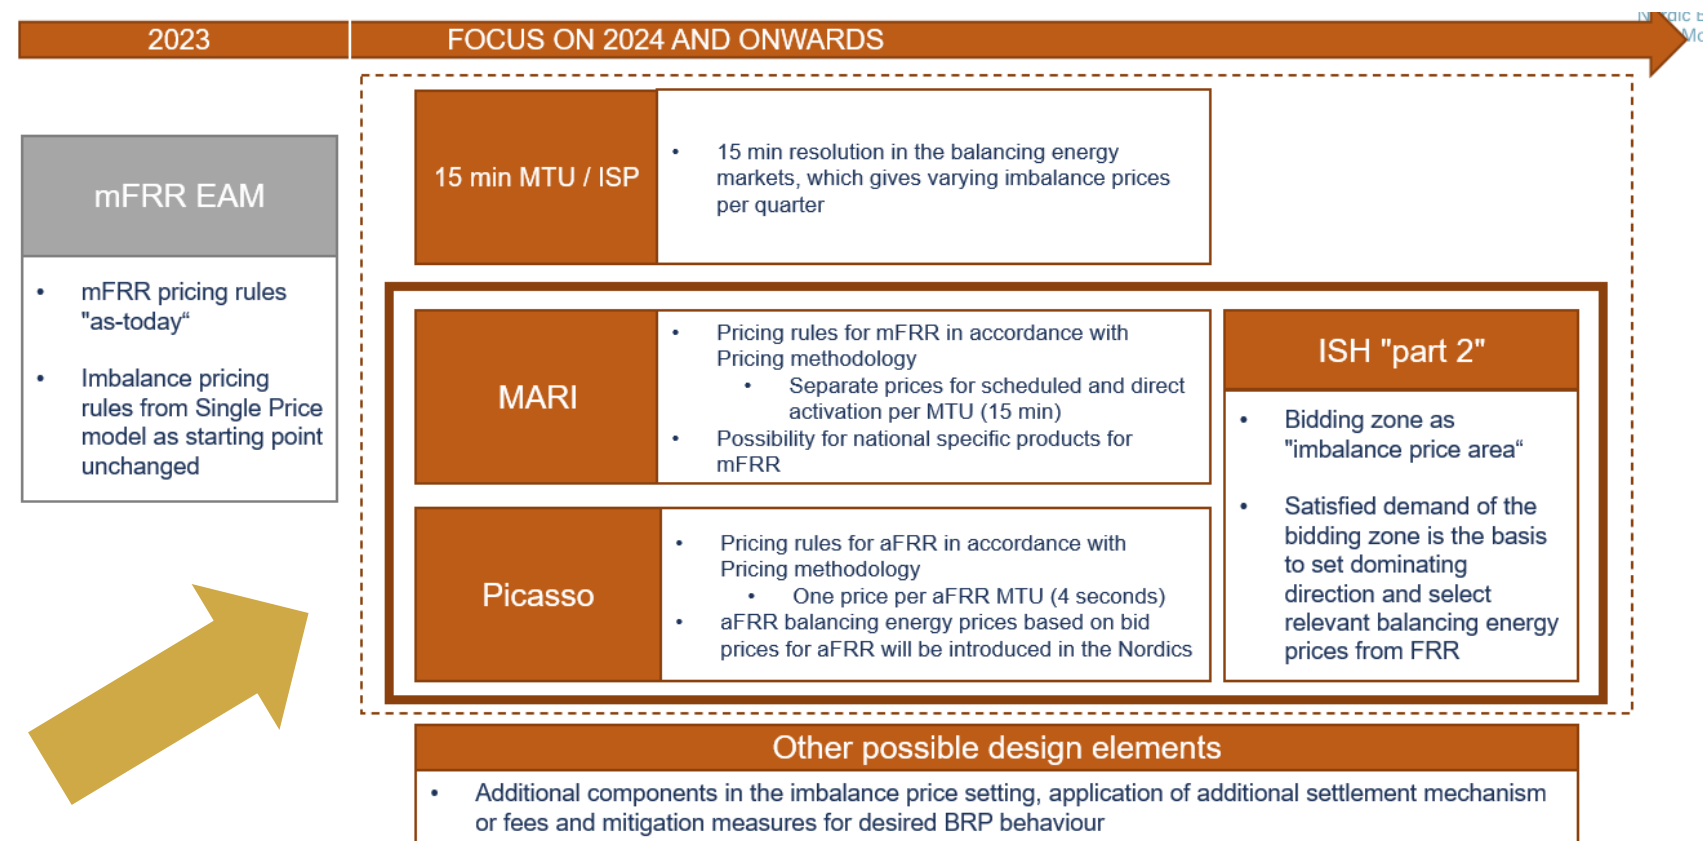 2023
FOCUS ON 2024 AND ONWARDS
mFRR EAM
• mFRR pricing rules
"as-today“
• Imbalance pricing
rules from Single Price
model as starting point
unchanged
15 min MTU / ISP
• 15 min resolution in the balancing energy
markets, which gives varying imbalance prices
per quarter
MARI
• Pricing rules for mFRR in accordance with
Pricing methodology
• Separate prices for scheduled and direct
activation per MTU (15 min)
• Possibility for national specific products for
mFRR
Picasso
• Pricing rules for aFRR in accordance with
Pricing methodology
• One price per aFRR MTU (4 seconds)
• aFRR balancing energy prices based on bid
prices for aFRR will be introduced in the Nordics
ISH "part 2"
• Bidding zone as
"imbalance price area“
• Satisfied demand of the
bidding zone is the basis
to set dominating
direction and select
relevant balancing energy
prices from FRR
Other possible design elements
• Additional components in the imbalance price setting, application of additional settlement mechanism
or fees and mitigation measures for desired BRP behaviour